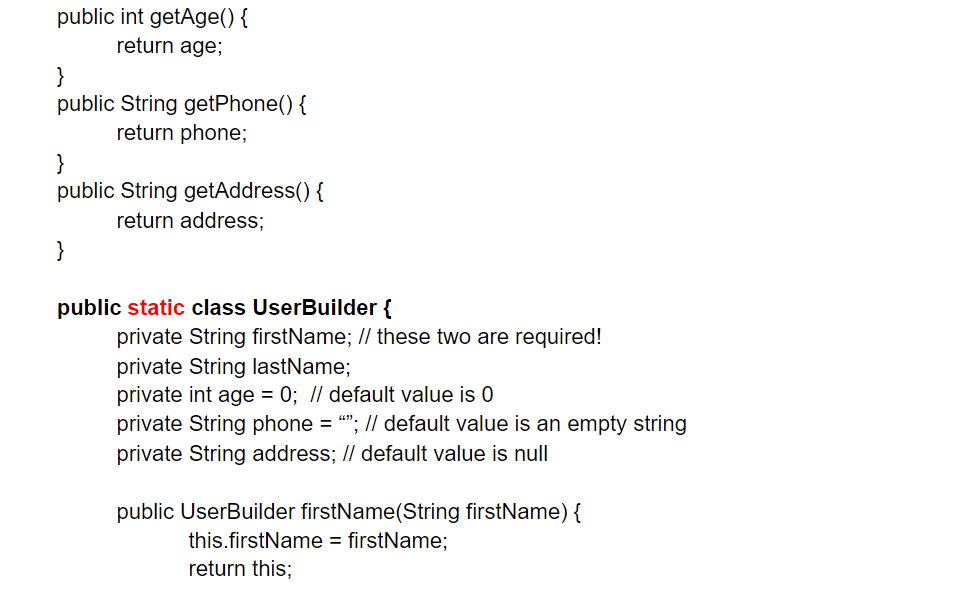 public int getAge() {
return age;
}
public String getPhone() {
return phone;
}
public String getAddress() {
return address;
}
public static class UserBuilder {
private String firstName; // these two are required!
private String lastName;
private int age = 0;  // default value is 0
private String phone = “”; // default value is an empty string
private String address; // default value is null
public UserBuilder firstName(String firstName) {
this.firstName = firstName;
return this;